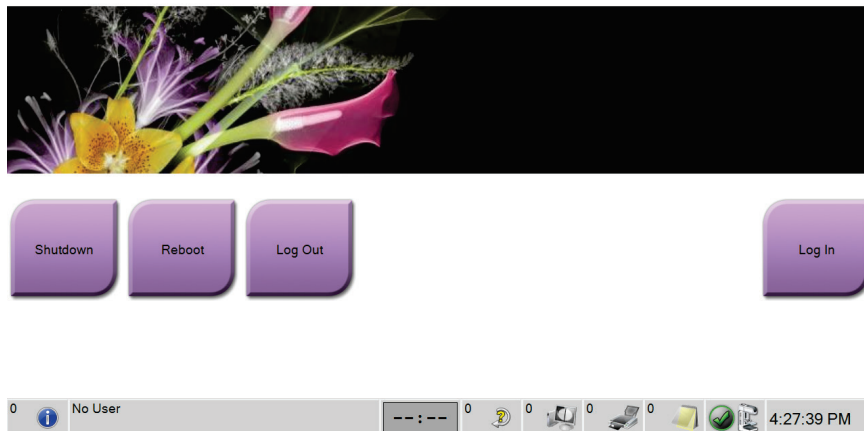 Shutdown
Reboot
Log Out
Log In
0
No User
--:--
0
0
0
0
4:27:39 PM